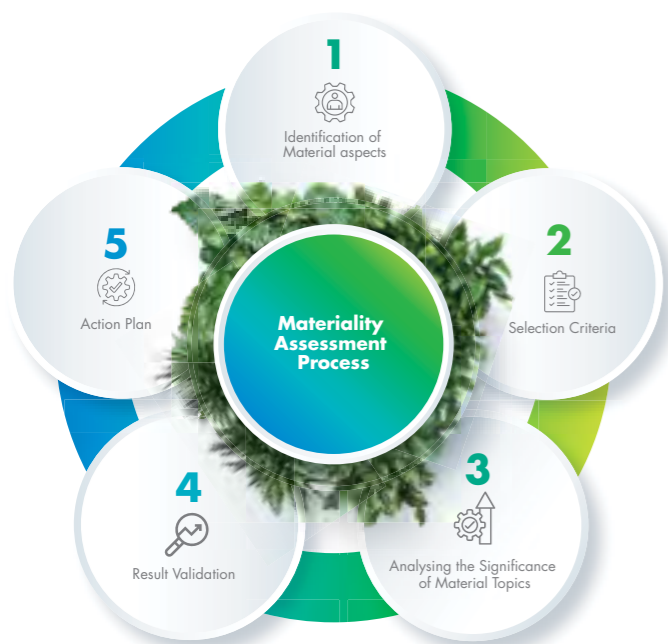 1
Identification of
Material aspects
2
Selection Criteria
3
Analysing the Significance
of Material Topics
4
Result Validation
5
Action Plan
Materiality
Assessment
Process